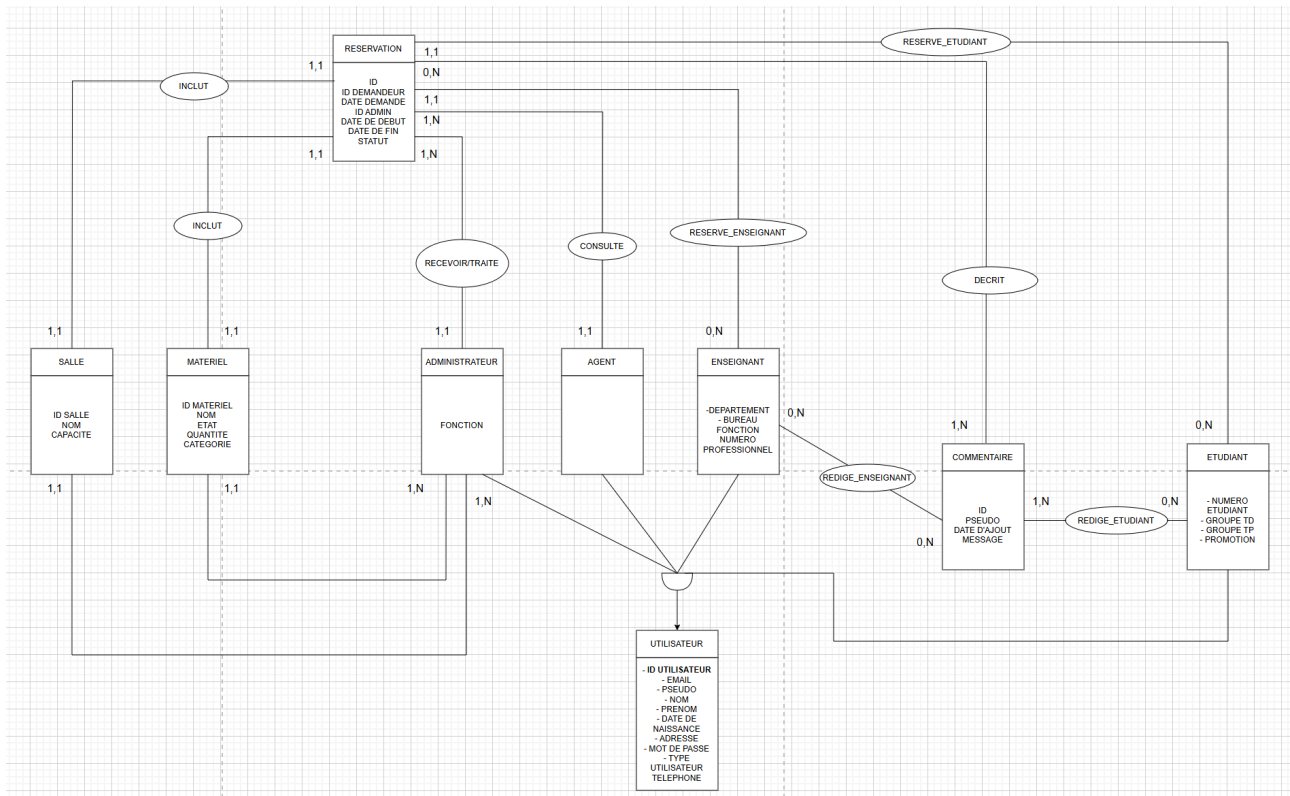 RESERVE_ETUDIANT
RESERVATION
1,1
1,1
0,N
INCLUT
ID
ID DEMANDEUR
DATE DEMANDE
ID ADMIN
DATE DE DEBUT
DATE DE FIN
STATUT
1,1
1,N
1,1
1,N
INCLUT
RESERVE_ENSEIGNANT
CONSULTE
RECEVOIR/TRAITE
DECRIT
1,1
1,1
1,1
1,1
0,N
SALLE
MATERIEL
ADMINISTRATEUR
AGENT
ENSEIGNANT
ID SALLE
NOM
CAPACITE
ID MATERIEL
NOM
ETAT
QUANTITE
CATEGORIE
FONCTION
-DEPARTEMENT
- BUREAU
FONCTION
NUMERO
PROFESSIONNEL
0,N
1,N
0,N
COMMENTAIRE
ETUDIANT
1,1
1,1
1,N
1,N
REDIGE_ENSEIGNANT
0,N
ID
PSEUDO
DATE D'AJOUT
MESSAGE
1,N
REDIGE_ETUDIANT
0,N
- NUMERO
ETUDIANT
- GROUPE TD
- GROUPE TP
- PROMOTION
UTILISATEUR
- ID UTILISATEUR
- EMAIL
- PSEUDO
- NOM
- PRENOM
- DATE DE
NAISSANCE
- ADRESSE
- MOT DE PASSE
- TYPE
UTILISATEUR
TELEPHONE